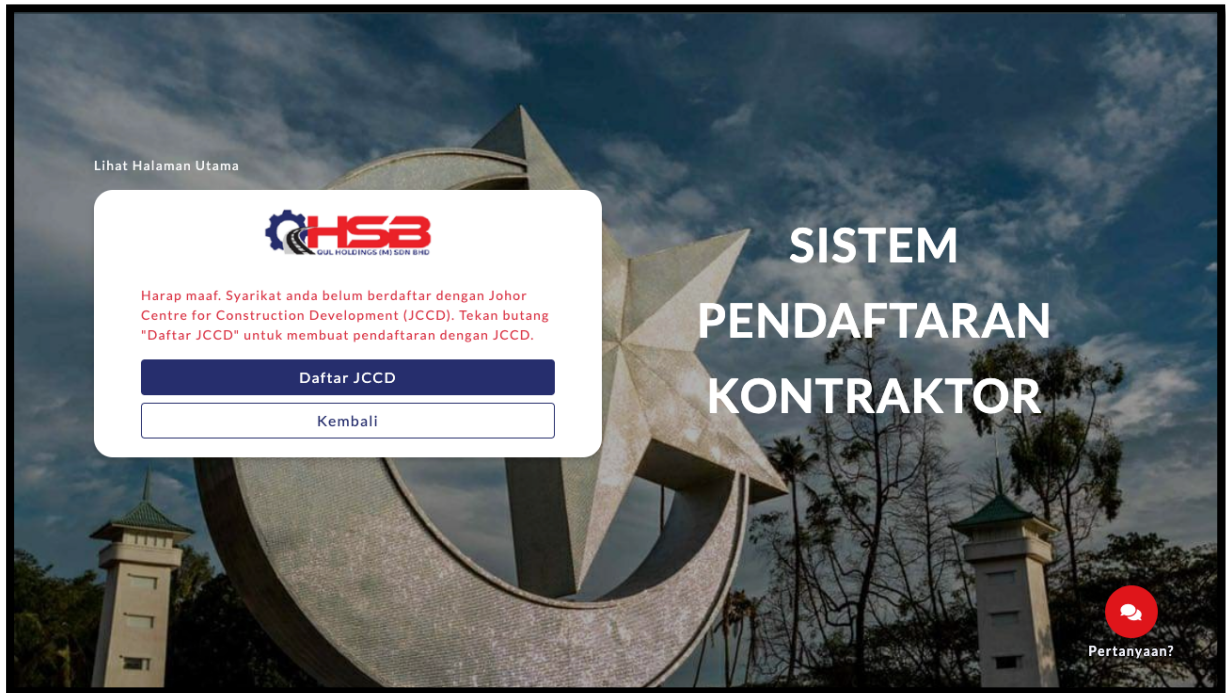 Lihat Halaman Utama
HSB
QUL HOLDINGS (M) SDN BHD
Harap maaf. Syarikat anda belum berdaftar dengan Johor
Centre for Construction Development (JCCD). Tekan butang
"Daftar JCCD" untuk membuat pendaftaran dengan JCCD.
Daftar JCCD
Kembali
SISTEM
PENDAFTARAN
KONTRAKTOR
Pertanyaan?